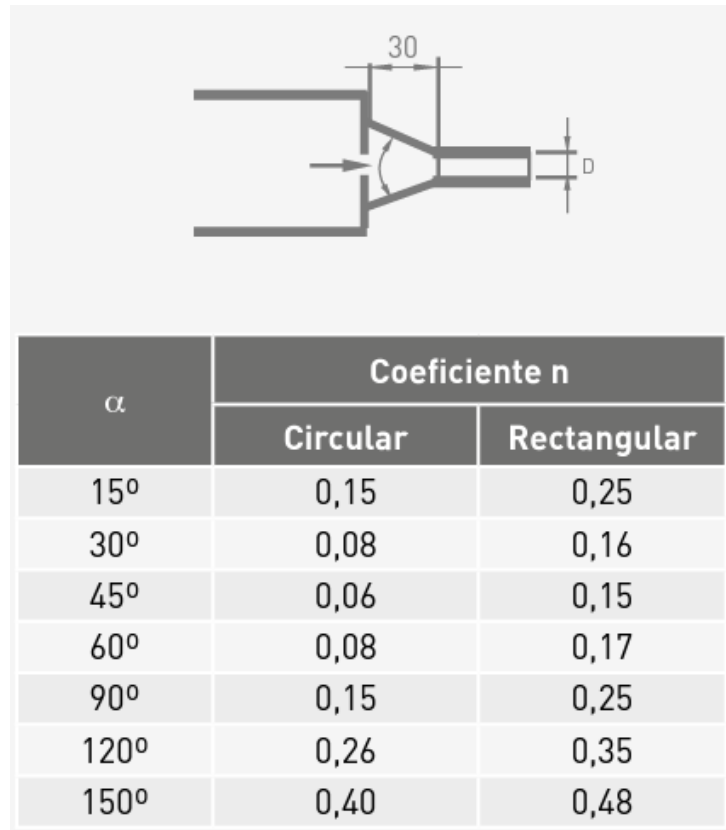 30
D
α
Coeficiente n
Circular Rectangular
15º 0,15 0,25
30º 0,08 0,16
45º 0,06 0,15
60º 0,08 0,17
90º 0,15 0,25
120º 0,26 0,35
150º 0,40 0,48